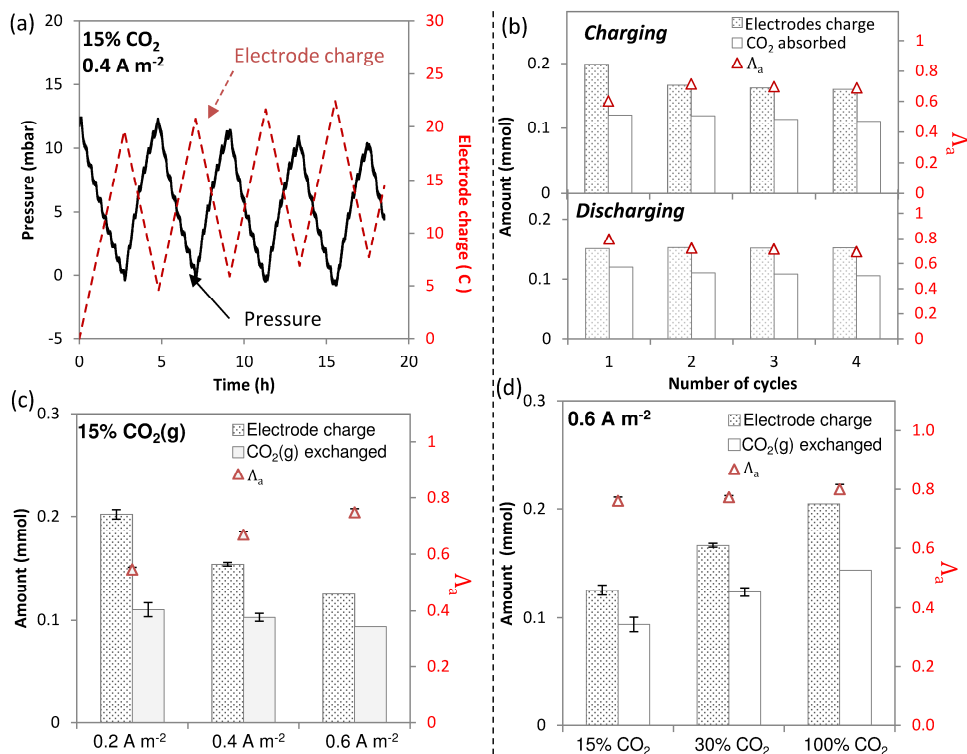 (a)
15% CO2
0.4 A m-2
Electrode charge
Pressure
Pressure (mbar)
20
15
10
5
0
-5
Electrode charge ( C )
30
25
20
15
10
5
0
0
5
10
15
20
Time (h)
(b)
Charging
Electrodes charge
CO2 absorbed
Λa
0.2
0.1
0
1
0.8
0.6
0.4
0.2
0
Amount (mmol)
Λa
Discharging
0.2
0.1
0
1
0.8
0.6
0.4
0.2
0
1
2
3
4
Number of cycles
(c)
15% CO2(g)
Electrode charge
CO2(g) exchanged
Λa
Amount (mmol)
0.3
0.2
0.1
0
1
0.8
0.6
0.4
0.2
0
Λa
0.2 A m-2
0.4 A m-2
0.6 A m-2
(d)
0.6 A m-2
Electrode charge
CO2(g) exchanged
Λa
Amount (mmol)
0.3
0.2
0.1
0
1.0
0.8
0.6
0.4
0.2
0.0
Λa
15% CO2
30% CO2
100% CO2